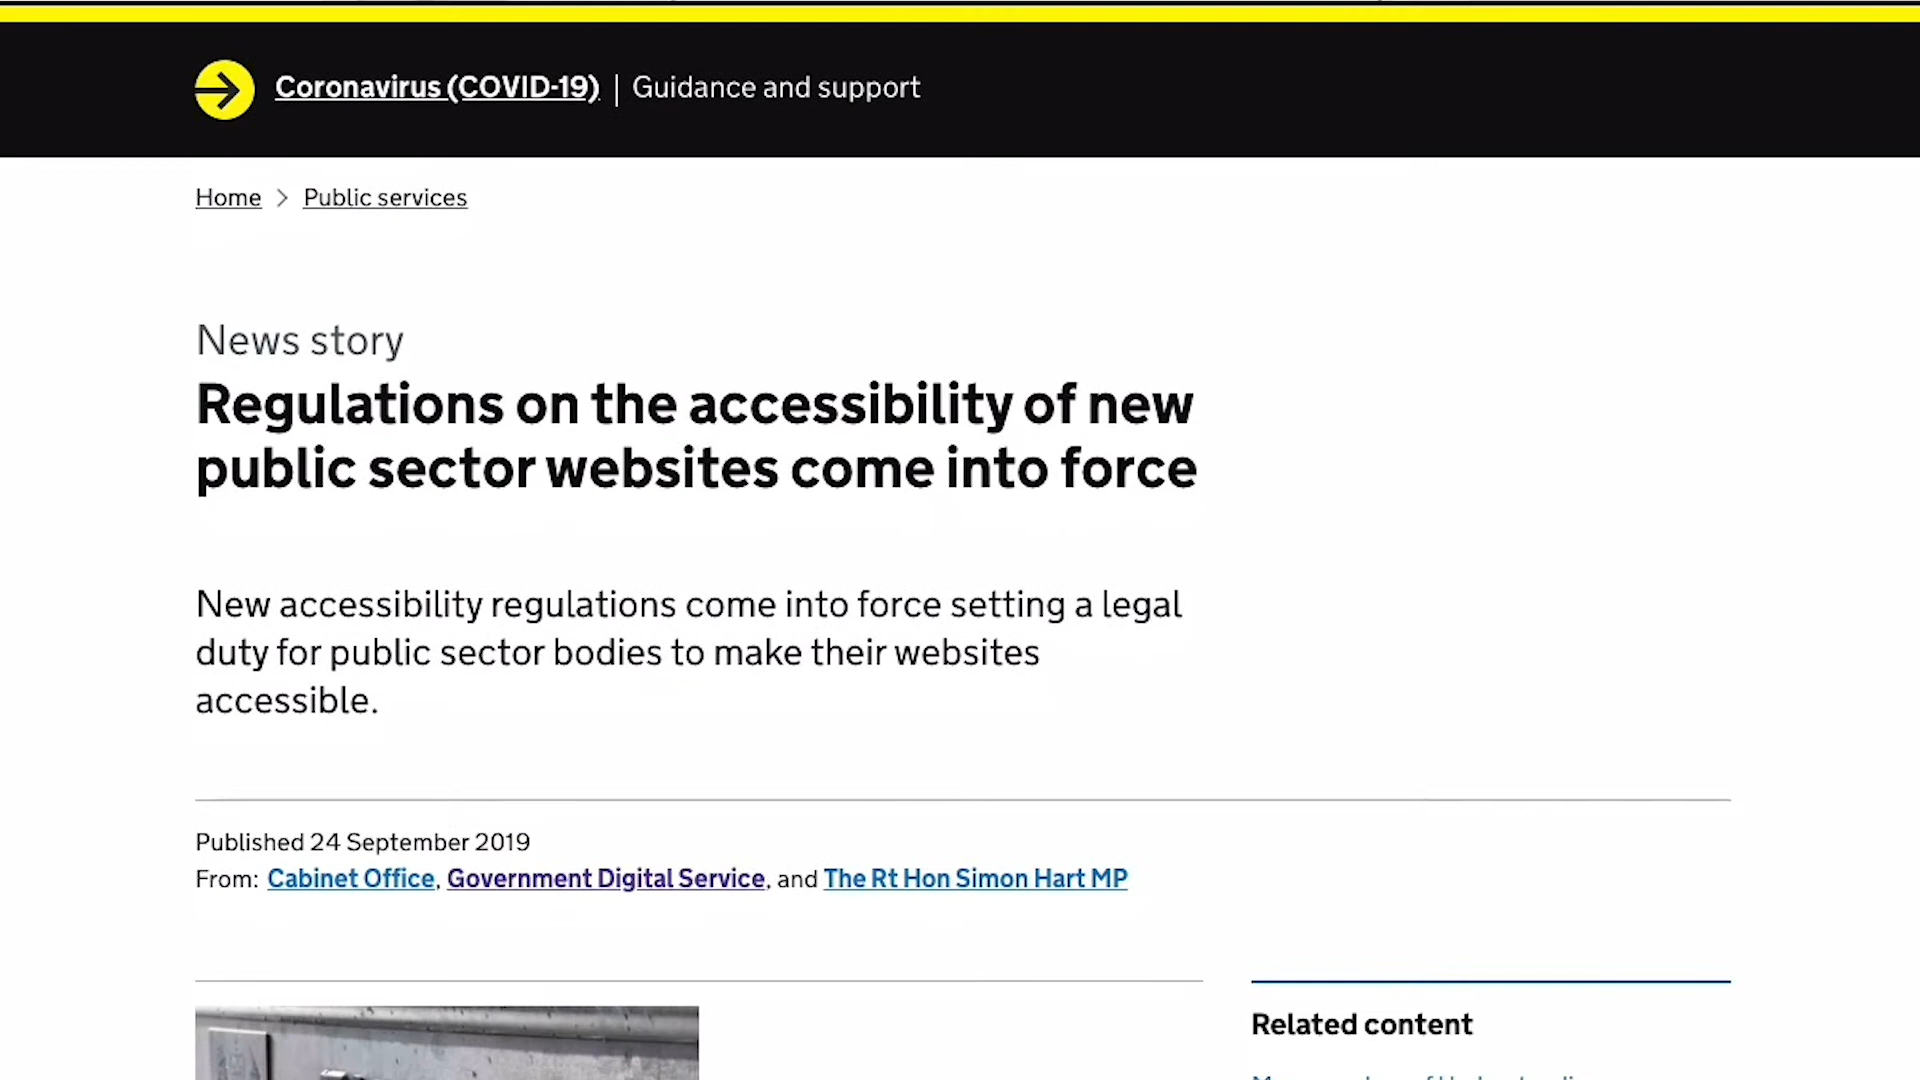 Coronavirus (COVID-19) | Guidance and support
Home > Public services
News story
Regulations on the accessibility of new
public sector websites come into force
New accessibility regulations come into force setting a legal
duty for public sector bodies to make their websites
accessible.
Published 24 September 2019
From: Cabinet Office, Government Digital Service, and The Rt Hon Simon Hart MP
Related content